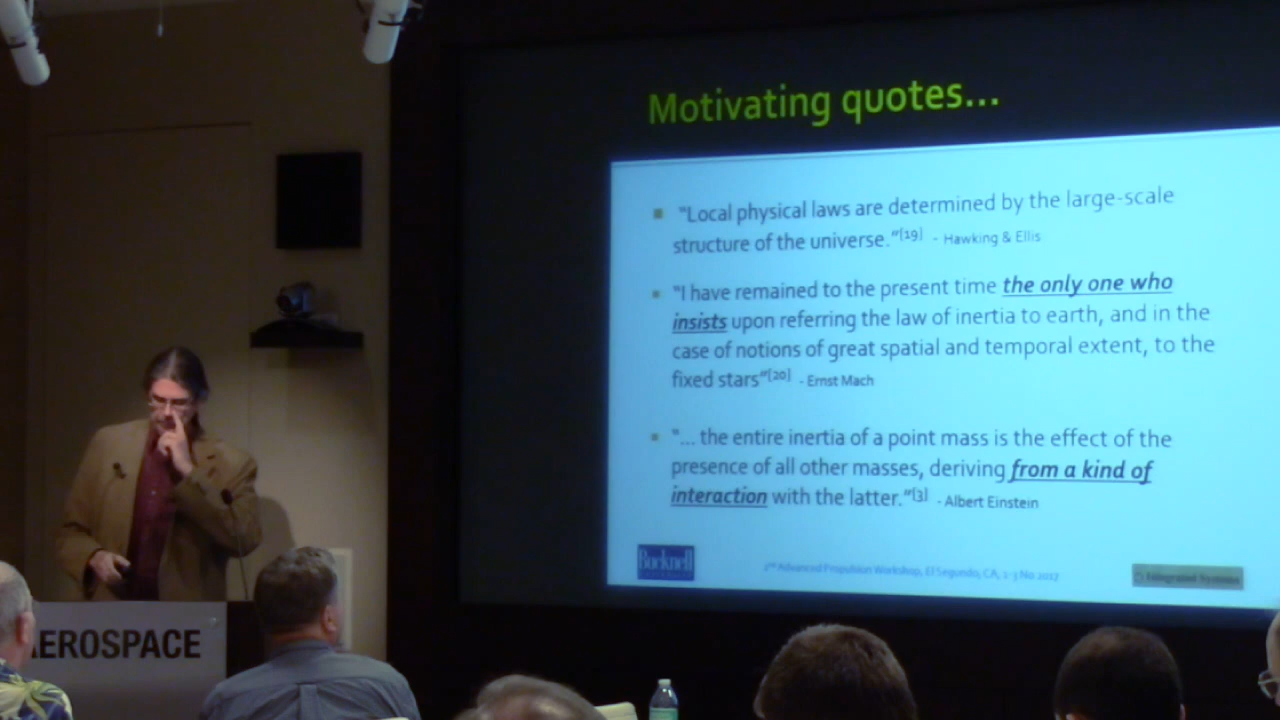 Motivating quotes...
"Local physical laws are determined by the large-scale
structure of the universe."[19] - Hawking & Ellis
"I have remained to the present time the only one who
insists upon referring the law of inertia to earth, and in the
case of notions of great spatial and temporal extent, to the
fixed stars"[20] - Ernst Mach
"... the entire inertia of a point mass is the effect of the
presence of all other masses, deriving from a kind of
interaction with the latter."[3] - Albert Einstein
Bucknell
2nd Advanced Propulsion Workshop, El Segundo, CA, 1-3 No 2017
Integrated Systems
AEROSPACE